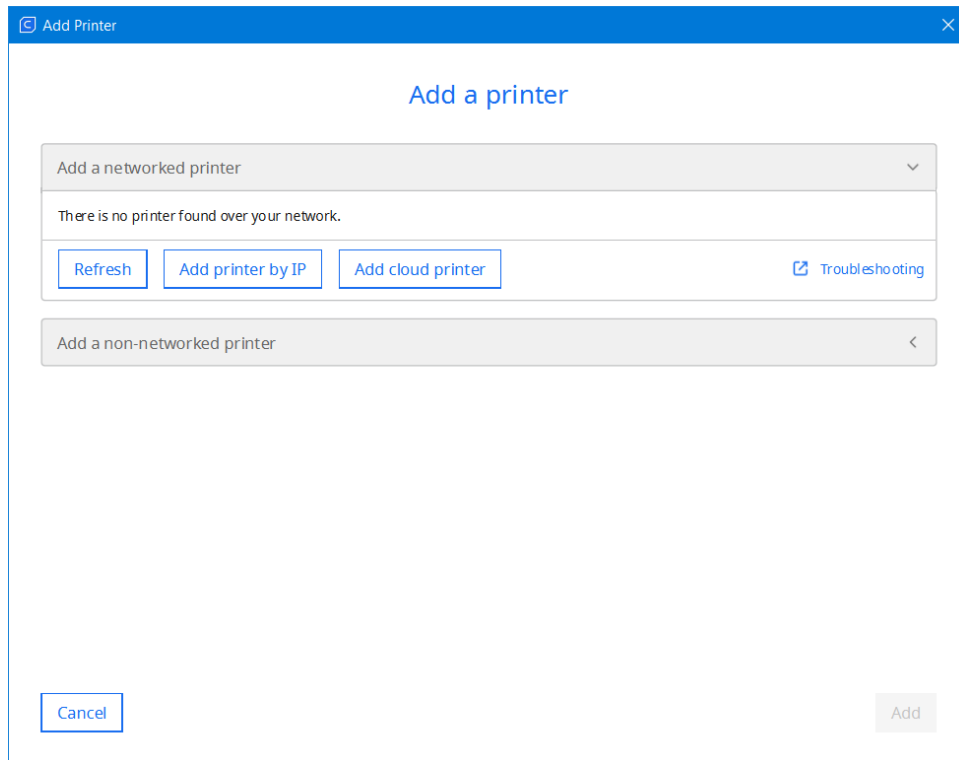 Add Printer
Add a printer
Add a networked printer
There is no printer found over your network.
Refresh
Add printer by IP
Add cloud printer
Troubleshooting
Add a non-networked printer
Cancel
Add